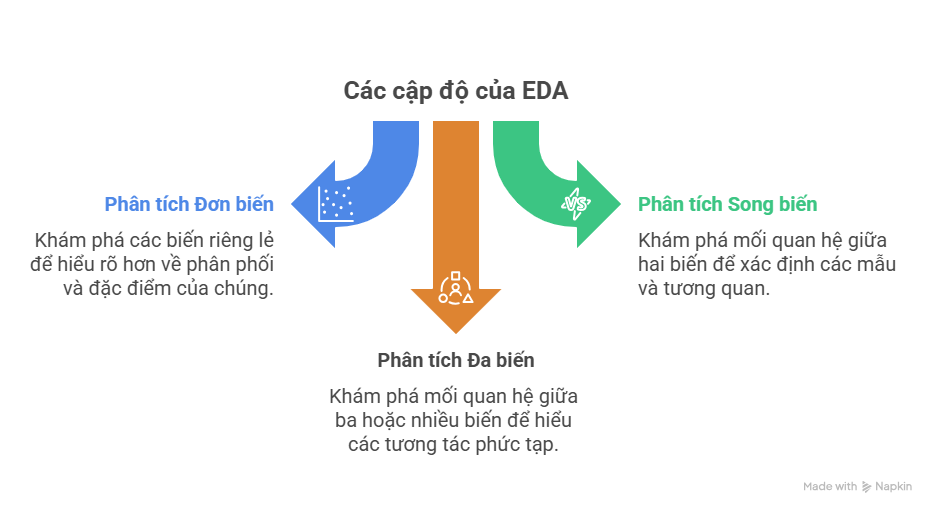 Các cập độ của EDA
Phân tích Đơn biến
Khám phá các biến riêng lẻ
để hiểu rõ hơn về phân phối
và đặc điểm của chúng.
VS
Phân tích Song biến
Khám phá mối quan hệ giữa
hai biến để xác định các mẫu
và tương quan.
Phân tích Đa biến
Khám phá mối quan hệ giữa
ba hoặc nhiều biến để hiểu
các tương tác phức tạp.
Made with Napkin